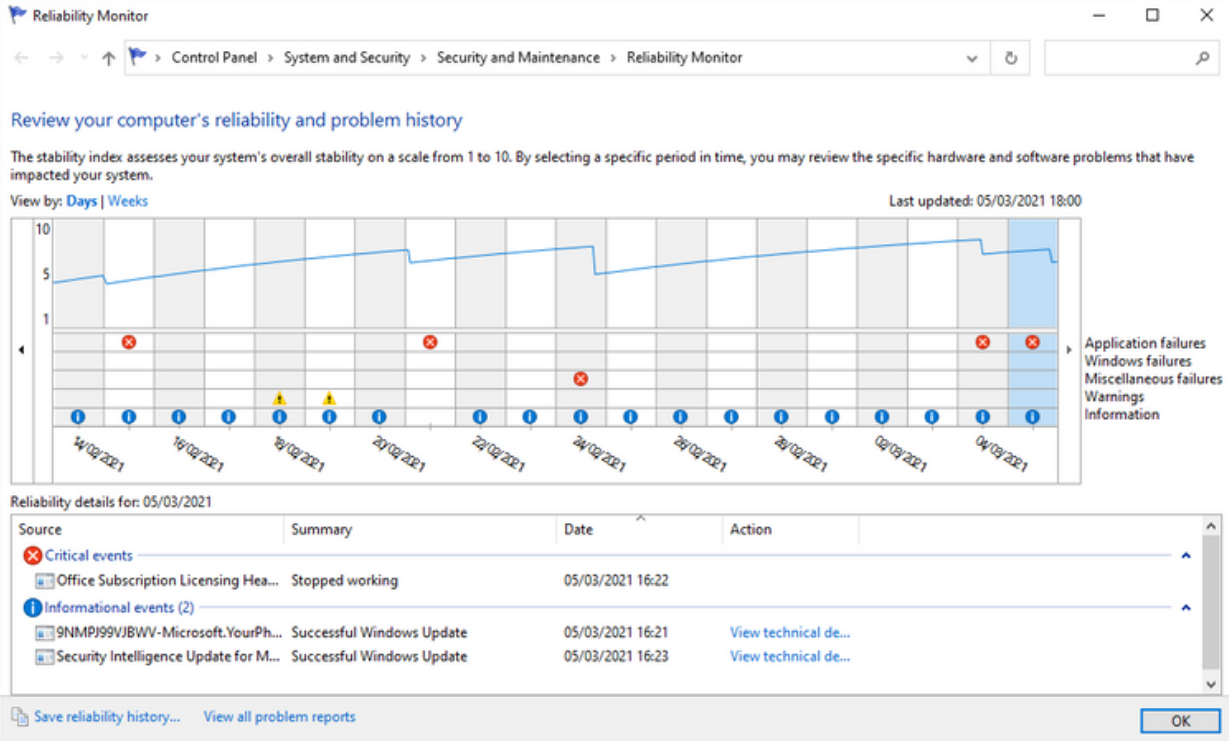 Reliability Monitor
Control Panel > System and Security > Security and Maintenance > Reliability Monitor
Review your computer's reliability and problem history
The stability index assesses your system's overall stability on a scale from 1 to 10. By selecting a specific period in time, you may review the specific hardware and software problems that have
impacted your system.
View by: Days | Weeks
Last updated: 05/03/2021 18:00
10
5
1
Application failures
Windows failures
Miscellaneous failures
Warnings
Information
14/02/2021 16/02/2021 18/02/2021 20/02/2021 22/02/2021 24/02/2021 26/02/2021 28/02/2021 02/03/2021 04/03/2021
Reliability details for: 05/03/2021
Source Summary Date Action
Critical events
Office Subscription Licensing Hea... Stopped working 05/03/2021 16:22
Informational events (2)
9NMPJ99VJBWV-Microsoft.YourPh... Successful Windows Update 05/03/2021 16:21 View technical de...
Security Intelligence Update for M... Successful Windows Update 05/03/2021 16:23 View technical de...
Save reliability history... View all problem reports
OK